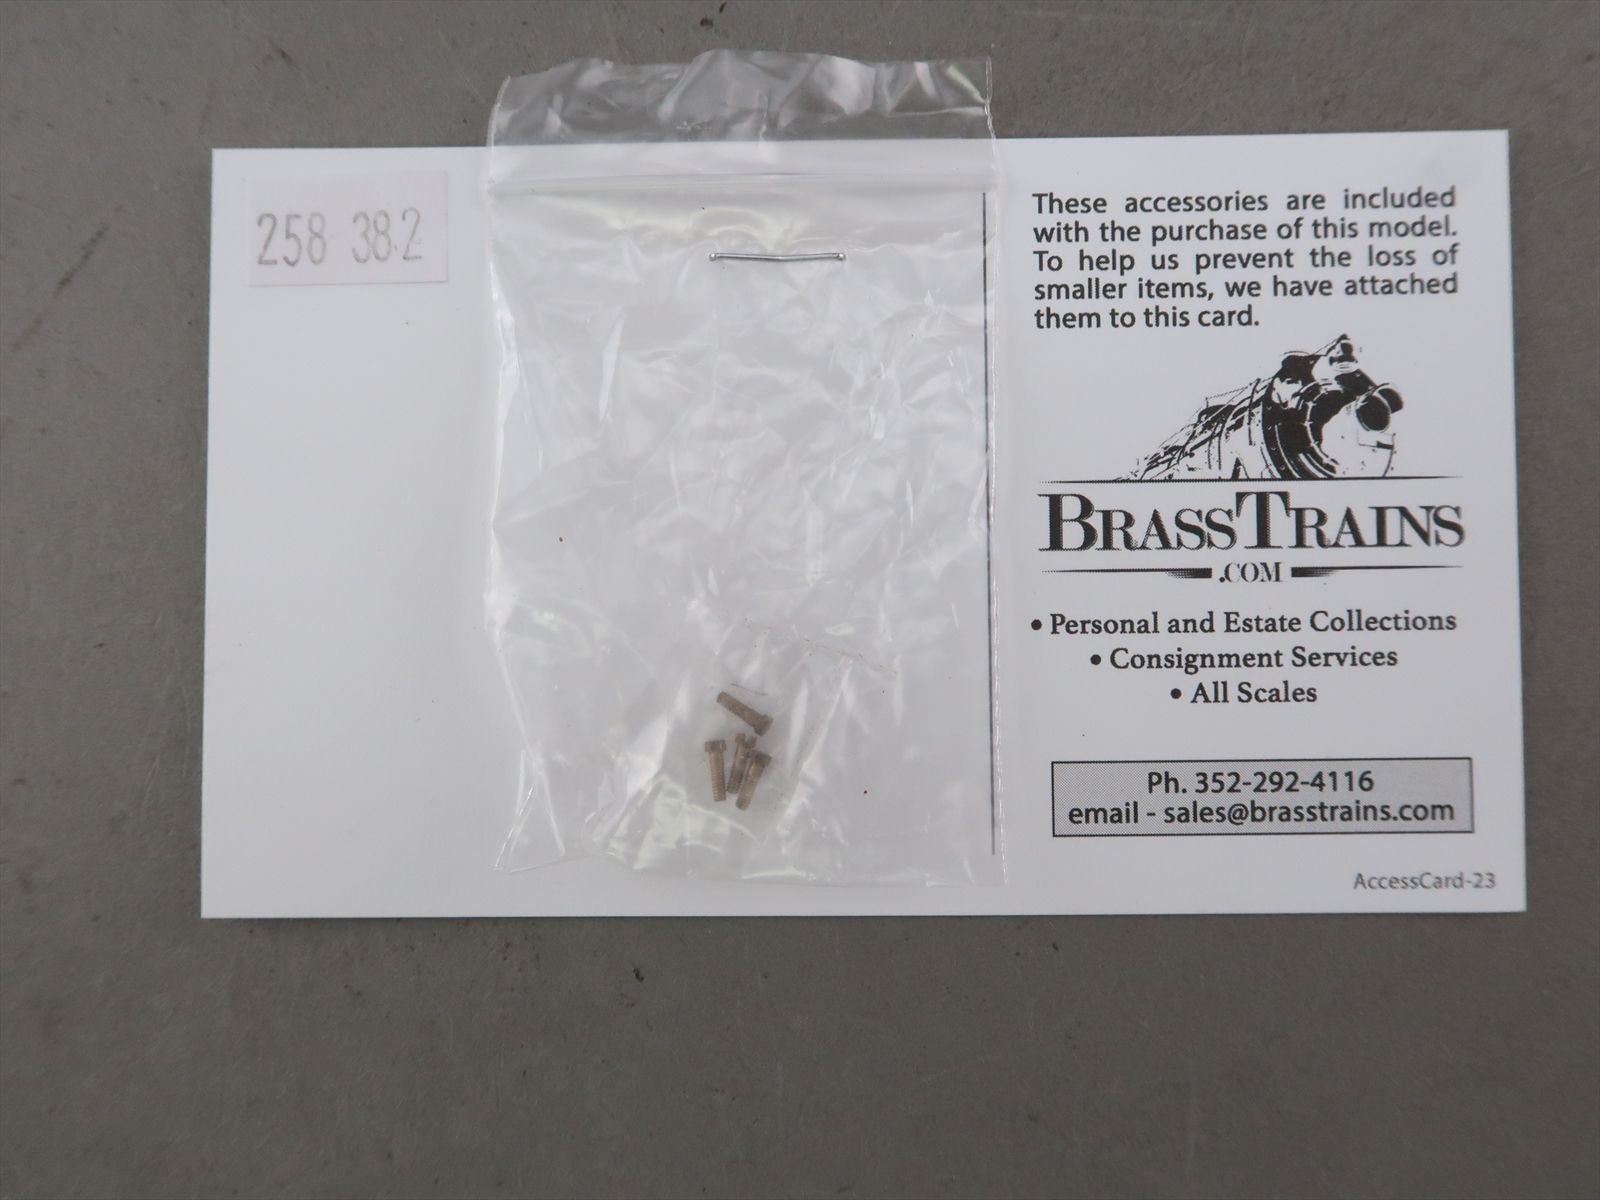 258 38.2
These accessories are included
with the purchase of this model.
To help us prevent the loss of
smaller items, we have attached
them to this card.
BRASSTRAINS
.COM
• Personal and Estate Collections
• Consignment Services
• All Scales
Ph. 352-292-4116
email - sales@brasstrains.com
AccessCard-23